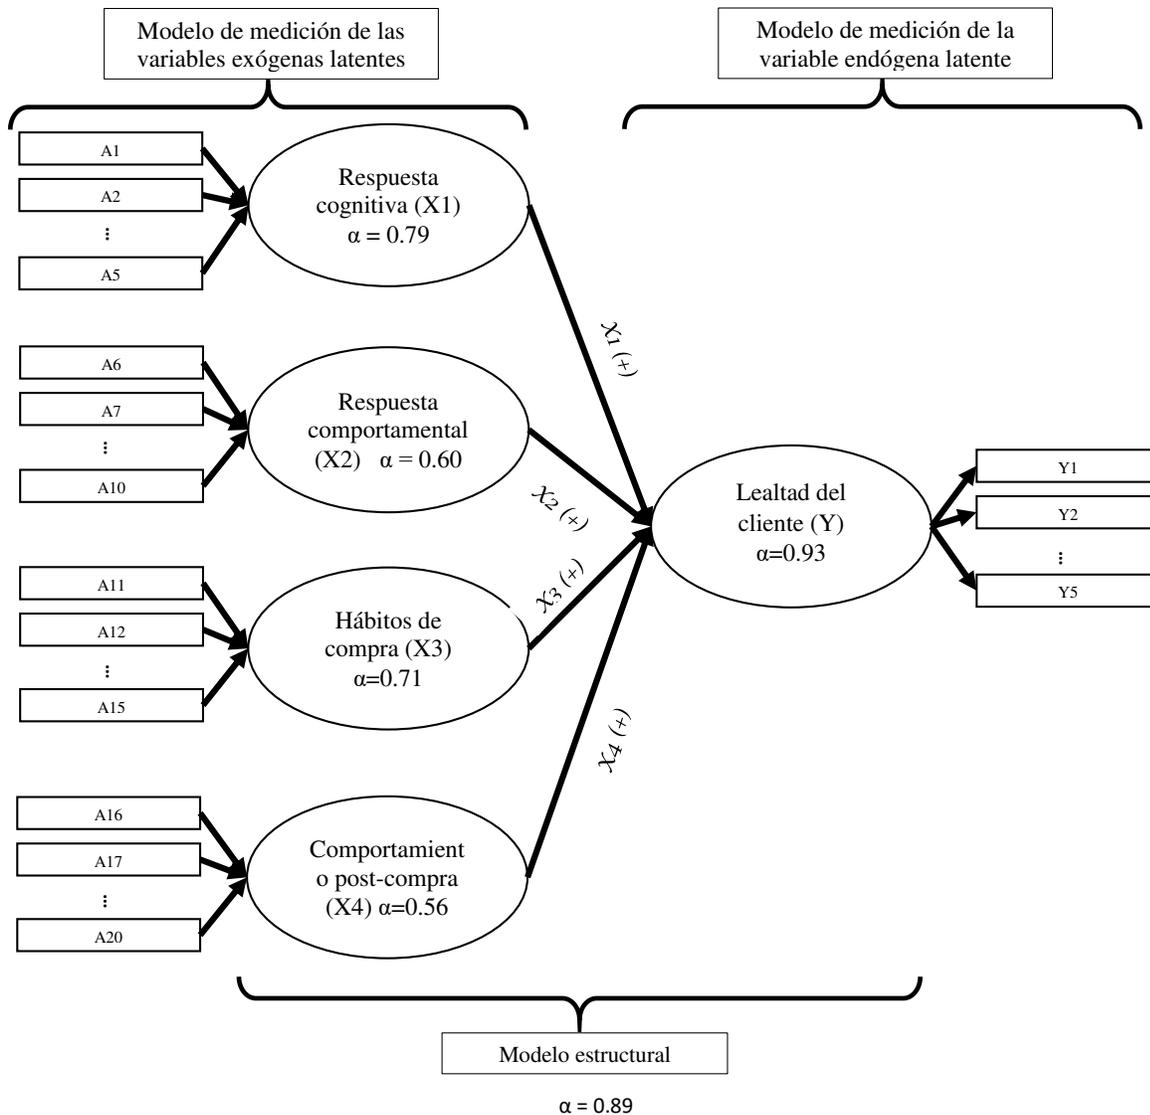 Modelo de medición de las
variables exógenas latentes
Modelo de medición de la
variable endógena latente
A1
A2
...
A5
Respuesta
cognitiva (X1)
α = 0.79
X1 (+)
A6
A7
...
A10
Respuesta
comportamental
(X2) α = 0.60
X2 (+)
Lealtad del
cliente (Y)
α=0.93
Y1
Y2
...
Y5
A11
A12
...
A15
Hábitos de
compra (X3)
α=0.71
X3 (+)
X4 (+)
A16
A17
...
A20
Comportamient
o post-compra
(X4) α=0.56
Modelo estructural
α = 0.89